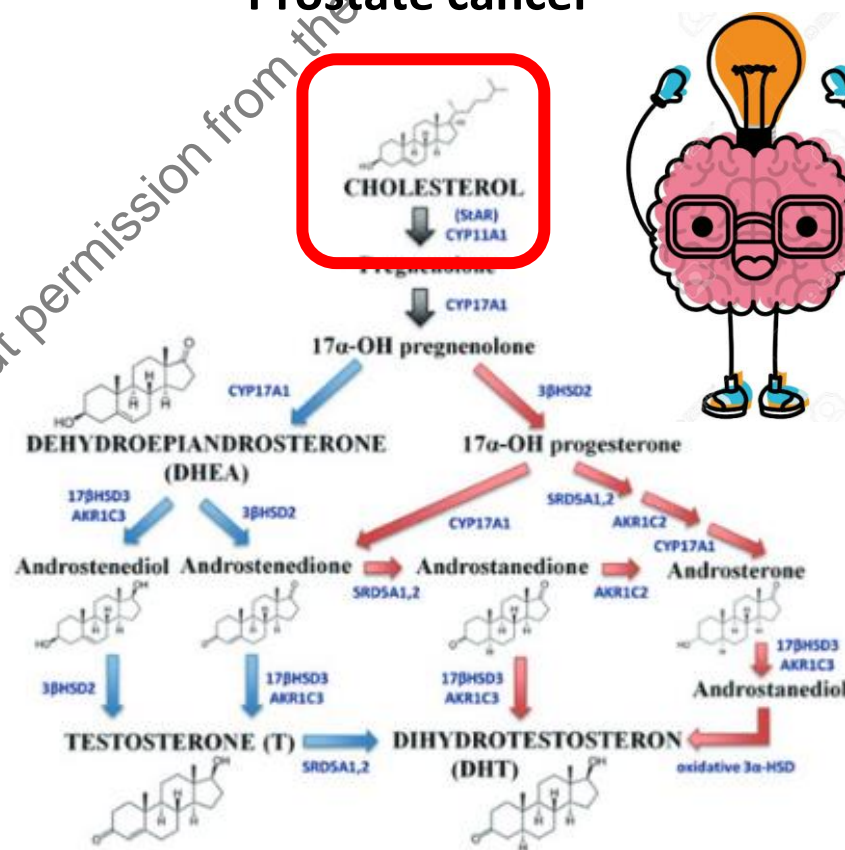 Prostate cancer
at permission from the
CHOLESTEROL
(StAR)
CYP11A1
Pregnenolone
CYP17A1
17α-OH pregnenolone
CYP17A1
3βHSD2
DEHYDROEPIANDROSTERONE
(DHEA)
17α-OH progesterone
17βHSD3
AKR1C3
3βHSD2
CYP17A1
SRD5A1,2
AKR1C2
CYP17A1
Androstenediol Androstenedione
SRD5A1,2
Androstanedione
AKR1C2
Androsterone
3βHSD2
17βHSD3
AKR1C3
17βHSD3
AKR1C3
17βHSD3
AKR1C3
Androstanediol
TESTOSTERONE (T)
SRD5A1,2
DIHYDROTESTOSTERON
(DHT)
oxidative 3α-HSD